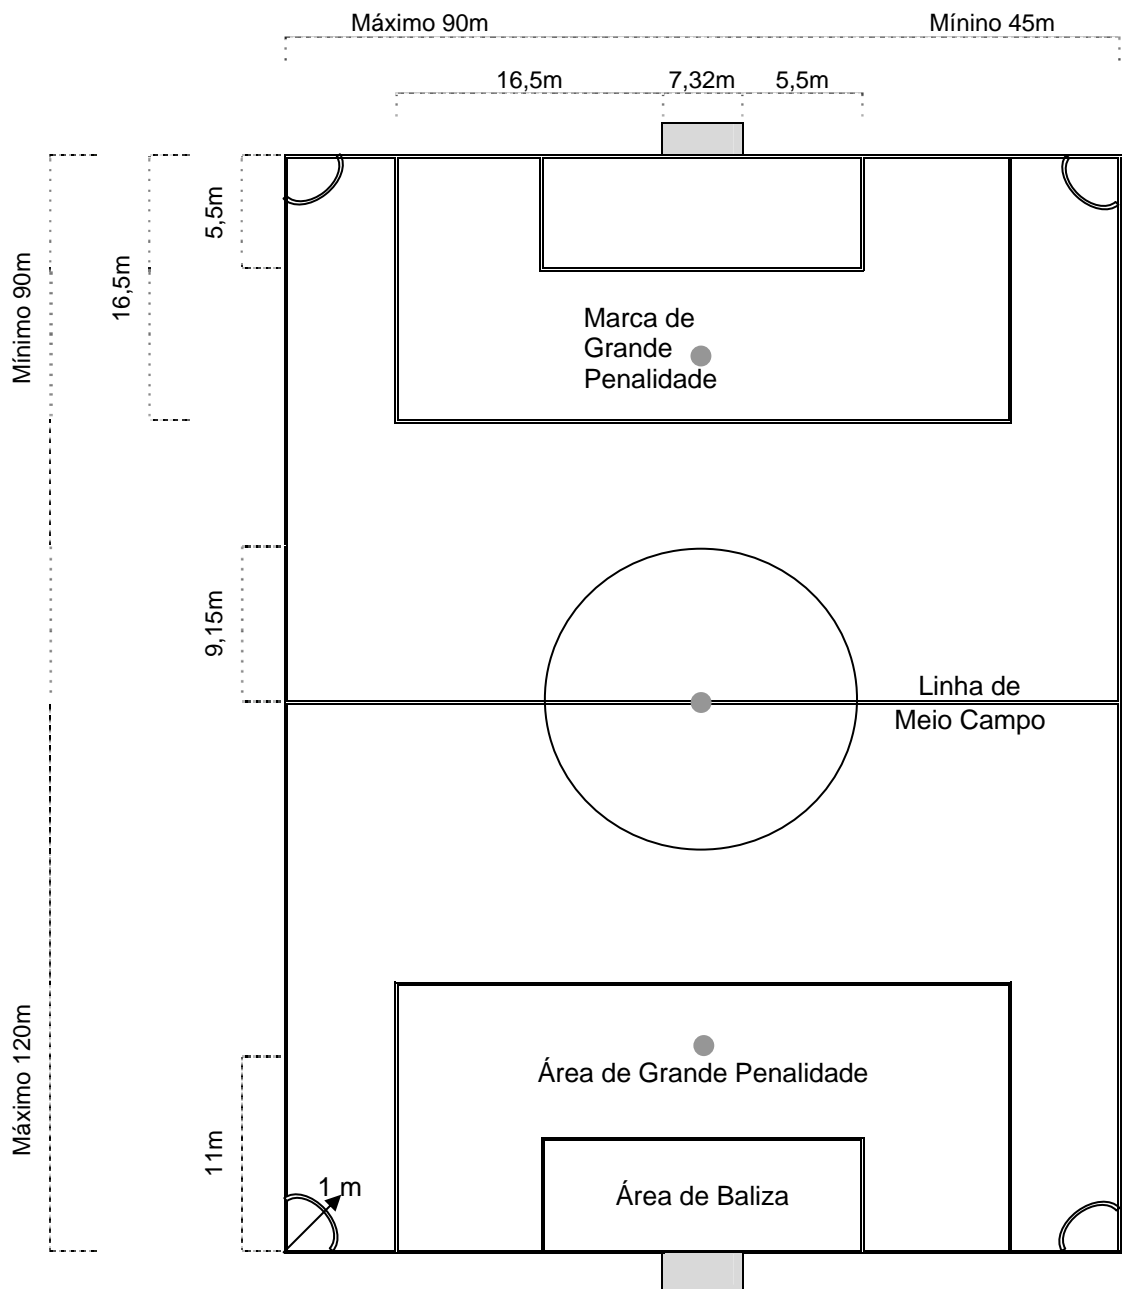 Máximo 90m
Mínino 45m
16,5m
7,32m
5,5m
5,5m
16,5m
Mínimo 90m
Marca de
Grande
Penalidade
9,15m
Linha de
Meio Campo
Máximo 120m
11m
Área de Grande Penalidade
1 m
Área de Baliza